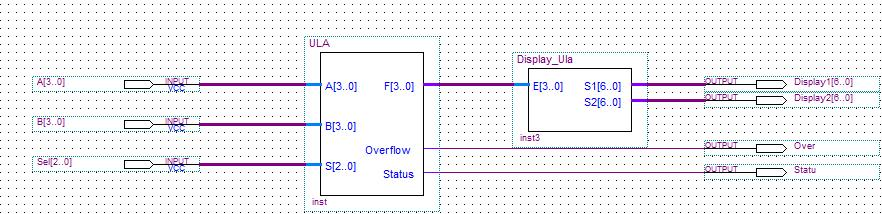 ULA
Display_Ula
A[3..0] INPUT VCC A[3..0] F[3..0] E[3..0] S1[6..0] OUTPUT Display1[6..0]
S2[6..0] OUTPUT Display2[6..0]
B[3..0] INPUT VCC B[3..0]
inst3
Overflow OUTPUT Over
Sel[2..0] INPUT VCC S[2..0]
Status OUTPUT Statu
inst